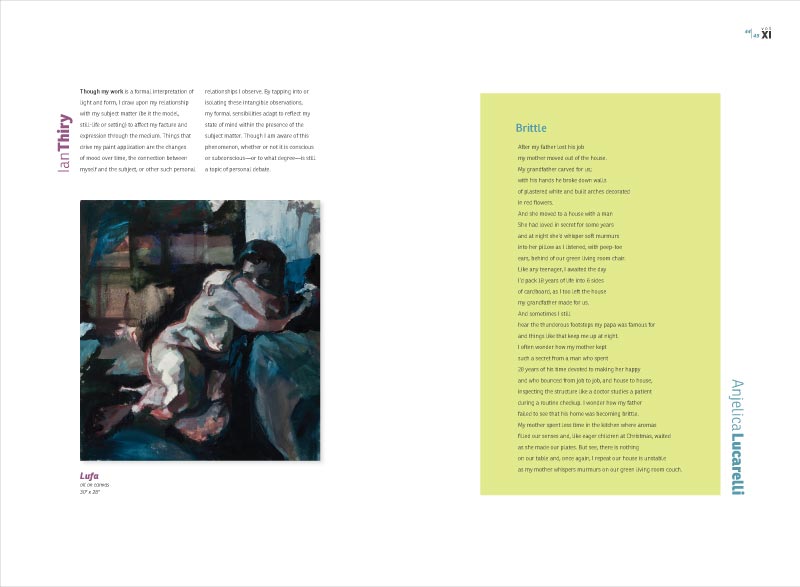 VOL
XI
Ian Thiry
Though my work is a formal interpretation of
light and form, I draw upon my relationship
with my subject matter (be it the model,
still-life or setting) to affect my facture and
expression through the medium. Things that
drive my paint application are the changes
of mood over time, the connection between
myself and the subject, or other such personal
relationships I observe. By tapping into or
isolating these intangible observations,
my formal sensibilities adapt to reflect my
state of mind within the presence of the
subject matter. Though I am aware of this
phenomenon, whether or not it is conscious
or subconscious—or to what degree—is still
a topic of personal debate.
Lufa
oil on canvas
30" x 28"
Brittle
After my father lost his job
my mother moved out of the house.
My grandfather carved for us;
with his hands he broke down walls
of plastered white and built arches decorated
in red flowers.
And she moved to a house with a man
She had loved in secret for some years
and at night she'd whisper soft murmurs
into her pillow as I listened, with peep-toe
ears, behind of our green living room chair.
Like any teenager, I awaited the day
I'd pack 18 years of life into 6 sides
of cardboard, as I too left the house
my grandfather made for us.
And sometimes I still
hear the thunderous footsteps my papa was famous for
and things like that keep me up at night.
I often wonder how my mother kept
such a secret from a man who spent
20 years of his time devoted to making her happy
and who bounced from job to job, and house to house,
inspecting the structure like a doctor studies a patient
during a routine checkup. I wonder how my father
failed to see that his home was becoming Brittle.
My mother spent less time in the kitchen where aromas
filled our senses and, like eager children at Christmas, waited
as she made our plates. But see, there is nothing
on our table and, once again, I repeat our house is unstable
as my mother whispers murmurs on our green living room couch.
Anjelica Lucarelli